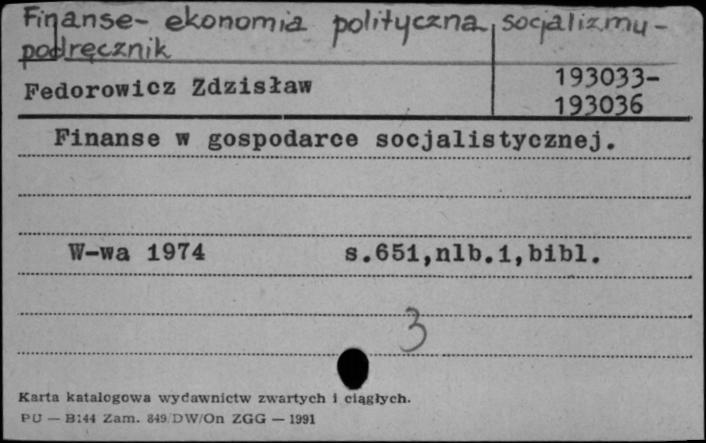 Finanse- ekonomia polityczna socjalizmu-
podręcznik
Fedorowicz Zdzisław
193033-
193036
Finanse w gospodarce socjalistycznej.
W-wa 1974 s.651,nlb.1,bibl.
3
Karta katalogowa wydawnictw zwartych i ciągłych.
PU — B144 Zam. 849/DW/On ZGG — 1991